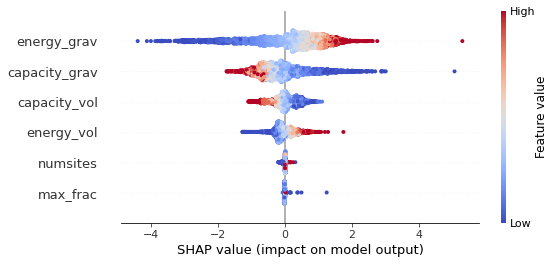 High
energy_grav
capacity_grav
capacity_vol
energy_vol
numsites
max_frac
Feature value
Low
−4 −2 0 2 4
SHAP value (impact on model output)